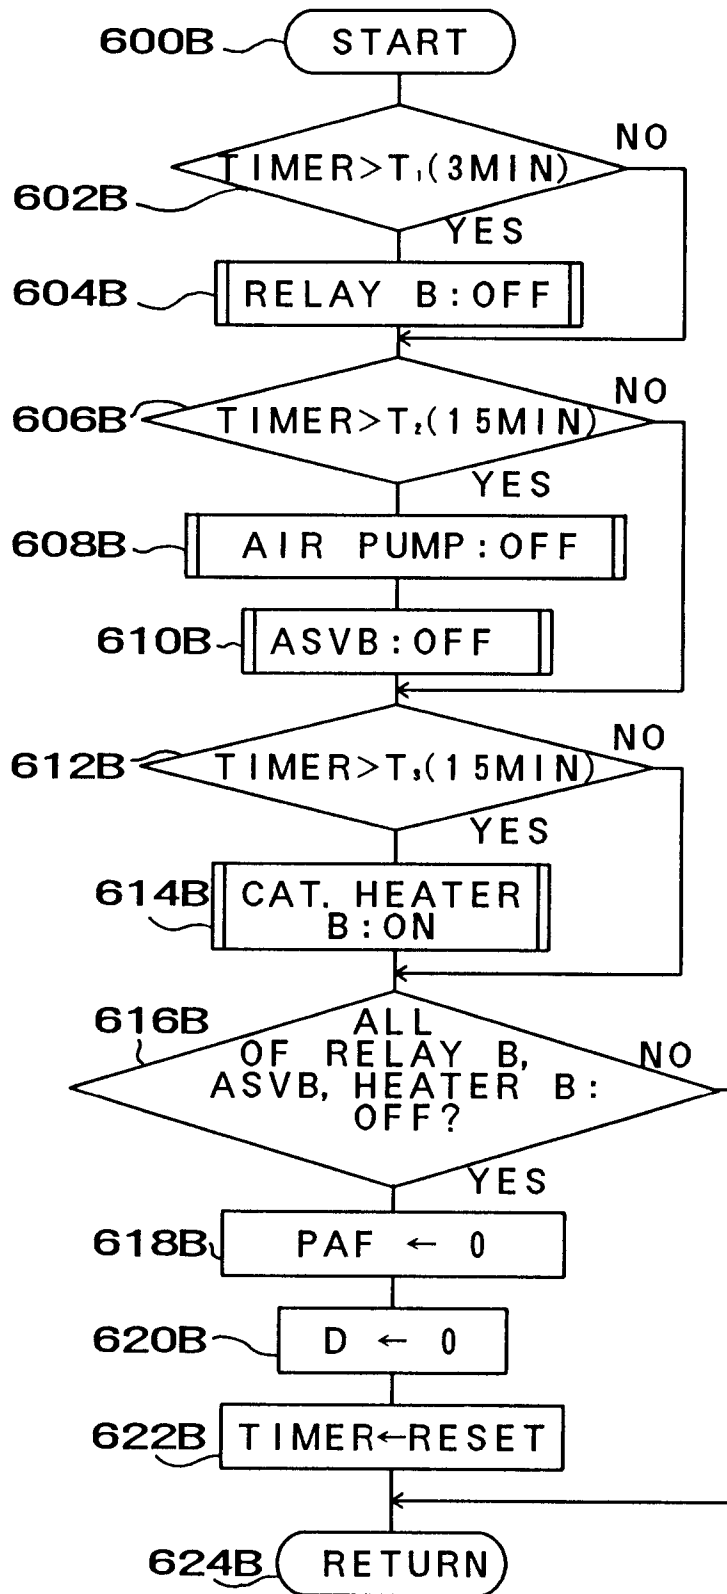 600B START
TIMER>T₁(3MIN) NO
602B
YES
604B RELAY B:OFF
606B TIMER>T₂(15MIN) NO
YES
608B AIR PUMP:OFF
610B ASVB:OFF
612B TIMER>T₃(15MIN) NO
YES
614B CAT. HEATER
B:ON
616B ALL
OF RELAY B, NO
ASVB, HEATER B:
OFF?
YES
618B PAF ← 0
620B D ← 0
622B TIMER←RESET
624B RETURN